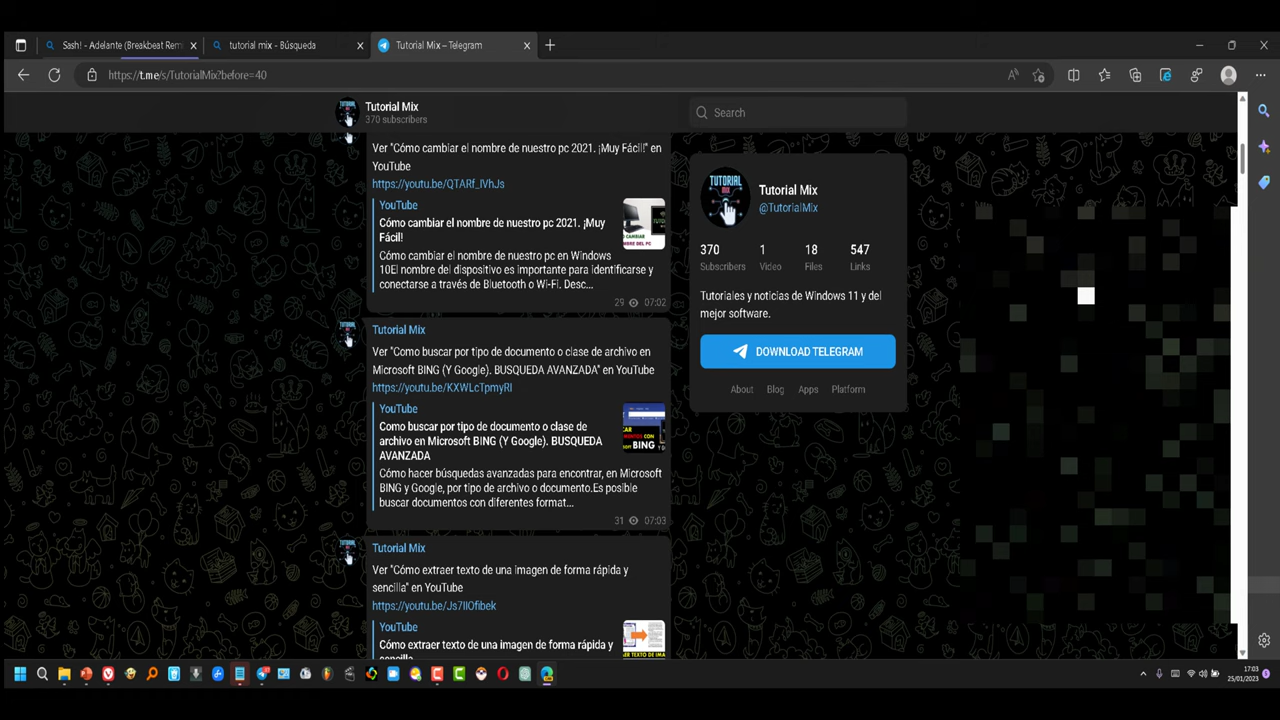 Sash! - Adelante (Breakbeat Rem
tutorial mix - Búsqueda
Tutorial Mix – Telegram
https://t.me/s/TutorialMix?before=40
Tutorial Mix
370 subscribers
Search
Ver "Cómo cambiar el nombre de nuestro pc 2021. ¡Muy Fácil!" en
YouTube
https://youtu.be/QTARf_lVhJs
YouTube
Cómo cambiar el nombre de nuestro pc 2021. ¡Muy
Fácil!
Cómo cambiar el nombre de nuestro pc en Windows
10El nombre del dispositivo es importante para identificarse y
conectarse a través de Bluetooth o Wi-Fi. Desc...
29 07:02
Tutorial Mix
Ver "Como buscar por tipo de documento o clase de archivo en
Microsoft BING (Y Google). BUSQUEDA AVANZADA" en YouTube
https://youtu.be/KXWLcTpmyRI
YouTube
Como buscar por tipo de documento o clase de
archivo en Microsoft BING (Y Google). BUSQUEDA
AVANZADA
Cómo hacer búsquedas avanzadas para encontrar, en Microsoft
BING y Google, por tipo de archivo o documento.Es posible
buscar documentos con diferentes format...
31 07:03
Tutorial Mix
Ver "Cómo extraer texto de una imagen de forma rápida y
sencilla" en YouTube
https://youtu.be/Js7IlOfibek
YouTube
Cómo extraer texto de una imagen de forma rápida y
sencilla
TUTORIAL
MIX
Tutorial Mix
@TutorialMix
370 1 18 547
Subscribers Video Files Links
Tutoriales y noticias de Windows 11 y del
mejor software.
DOWNLOAD TELEGRAM
About Blog Apps Platform
17:03
25/01/2023